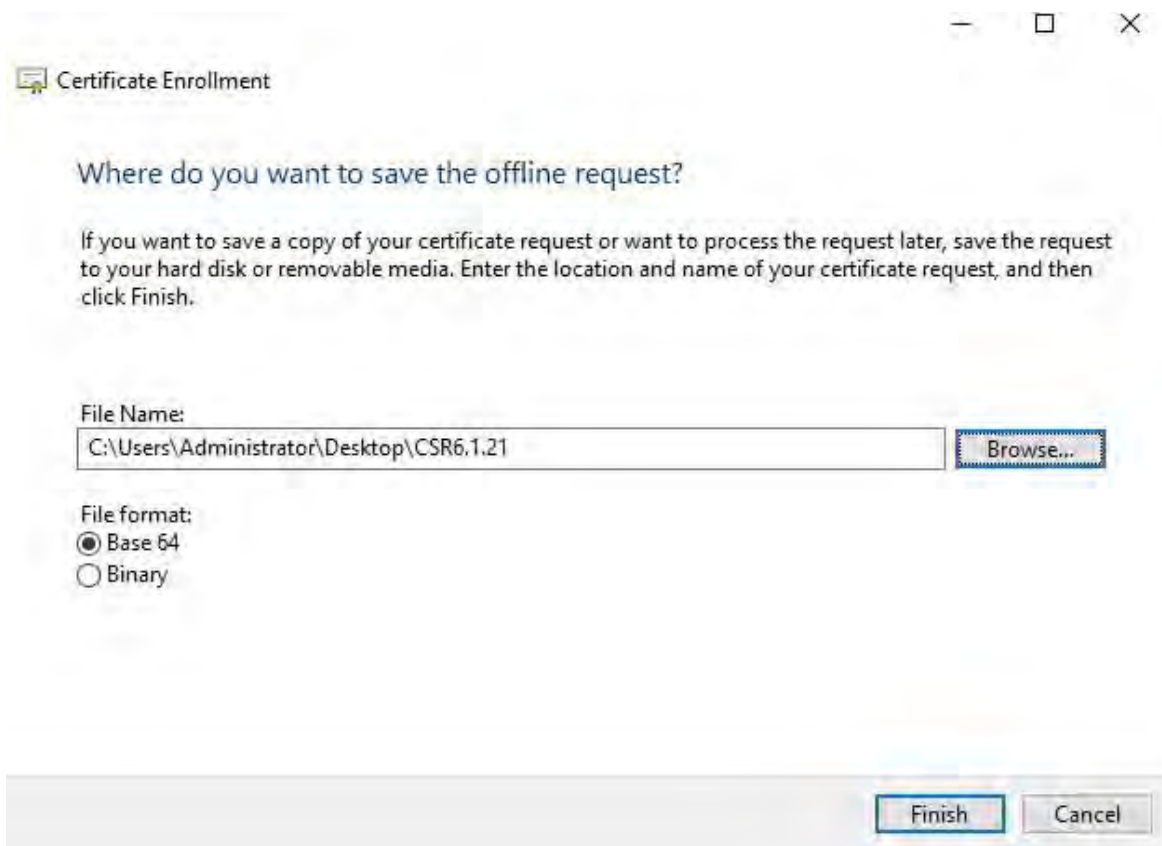 Certificate Enrollment
Where do you want to save the offline request?
If you want to save a copy of your certificate request or want to process the request later, save the request
to your hard disk or removable media. Enter the location and name of your certificate request, and then
click Finish.
File Name:
C:\Users\Administrator\Desktop\CSR6.1.21
Browse...
File format:
Base 64
Binary
Finish
Cancel